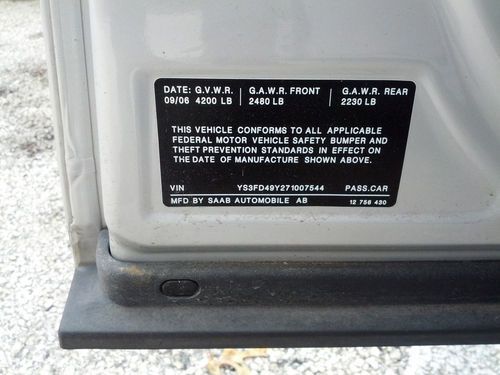 DATE: G.V.W.R. G.A.W.R. FRONT G.A.W.R. REAR
09/06 4200 LB 2480 LB 2230 LB
THIS VEHICLE CONFORMS TO ALL APPLICABLE
FEDERAL MOTOR VEHICLE SAFETY BUMPER AND
THEFT PREVENTION STANDARDS IN EFFECT ON
THE DATE OF MANUFACTURE SHOWN ABOVE.
VIN YS3FD49Y271007544 PASS.CAR
MFD BY SAAB AUTOMOBILE AB 12 756 430